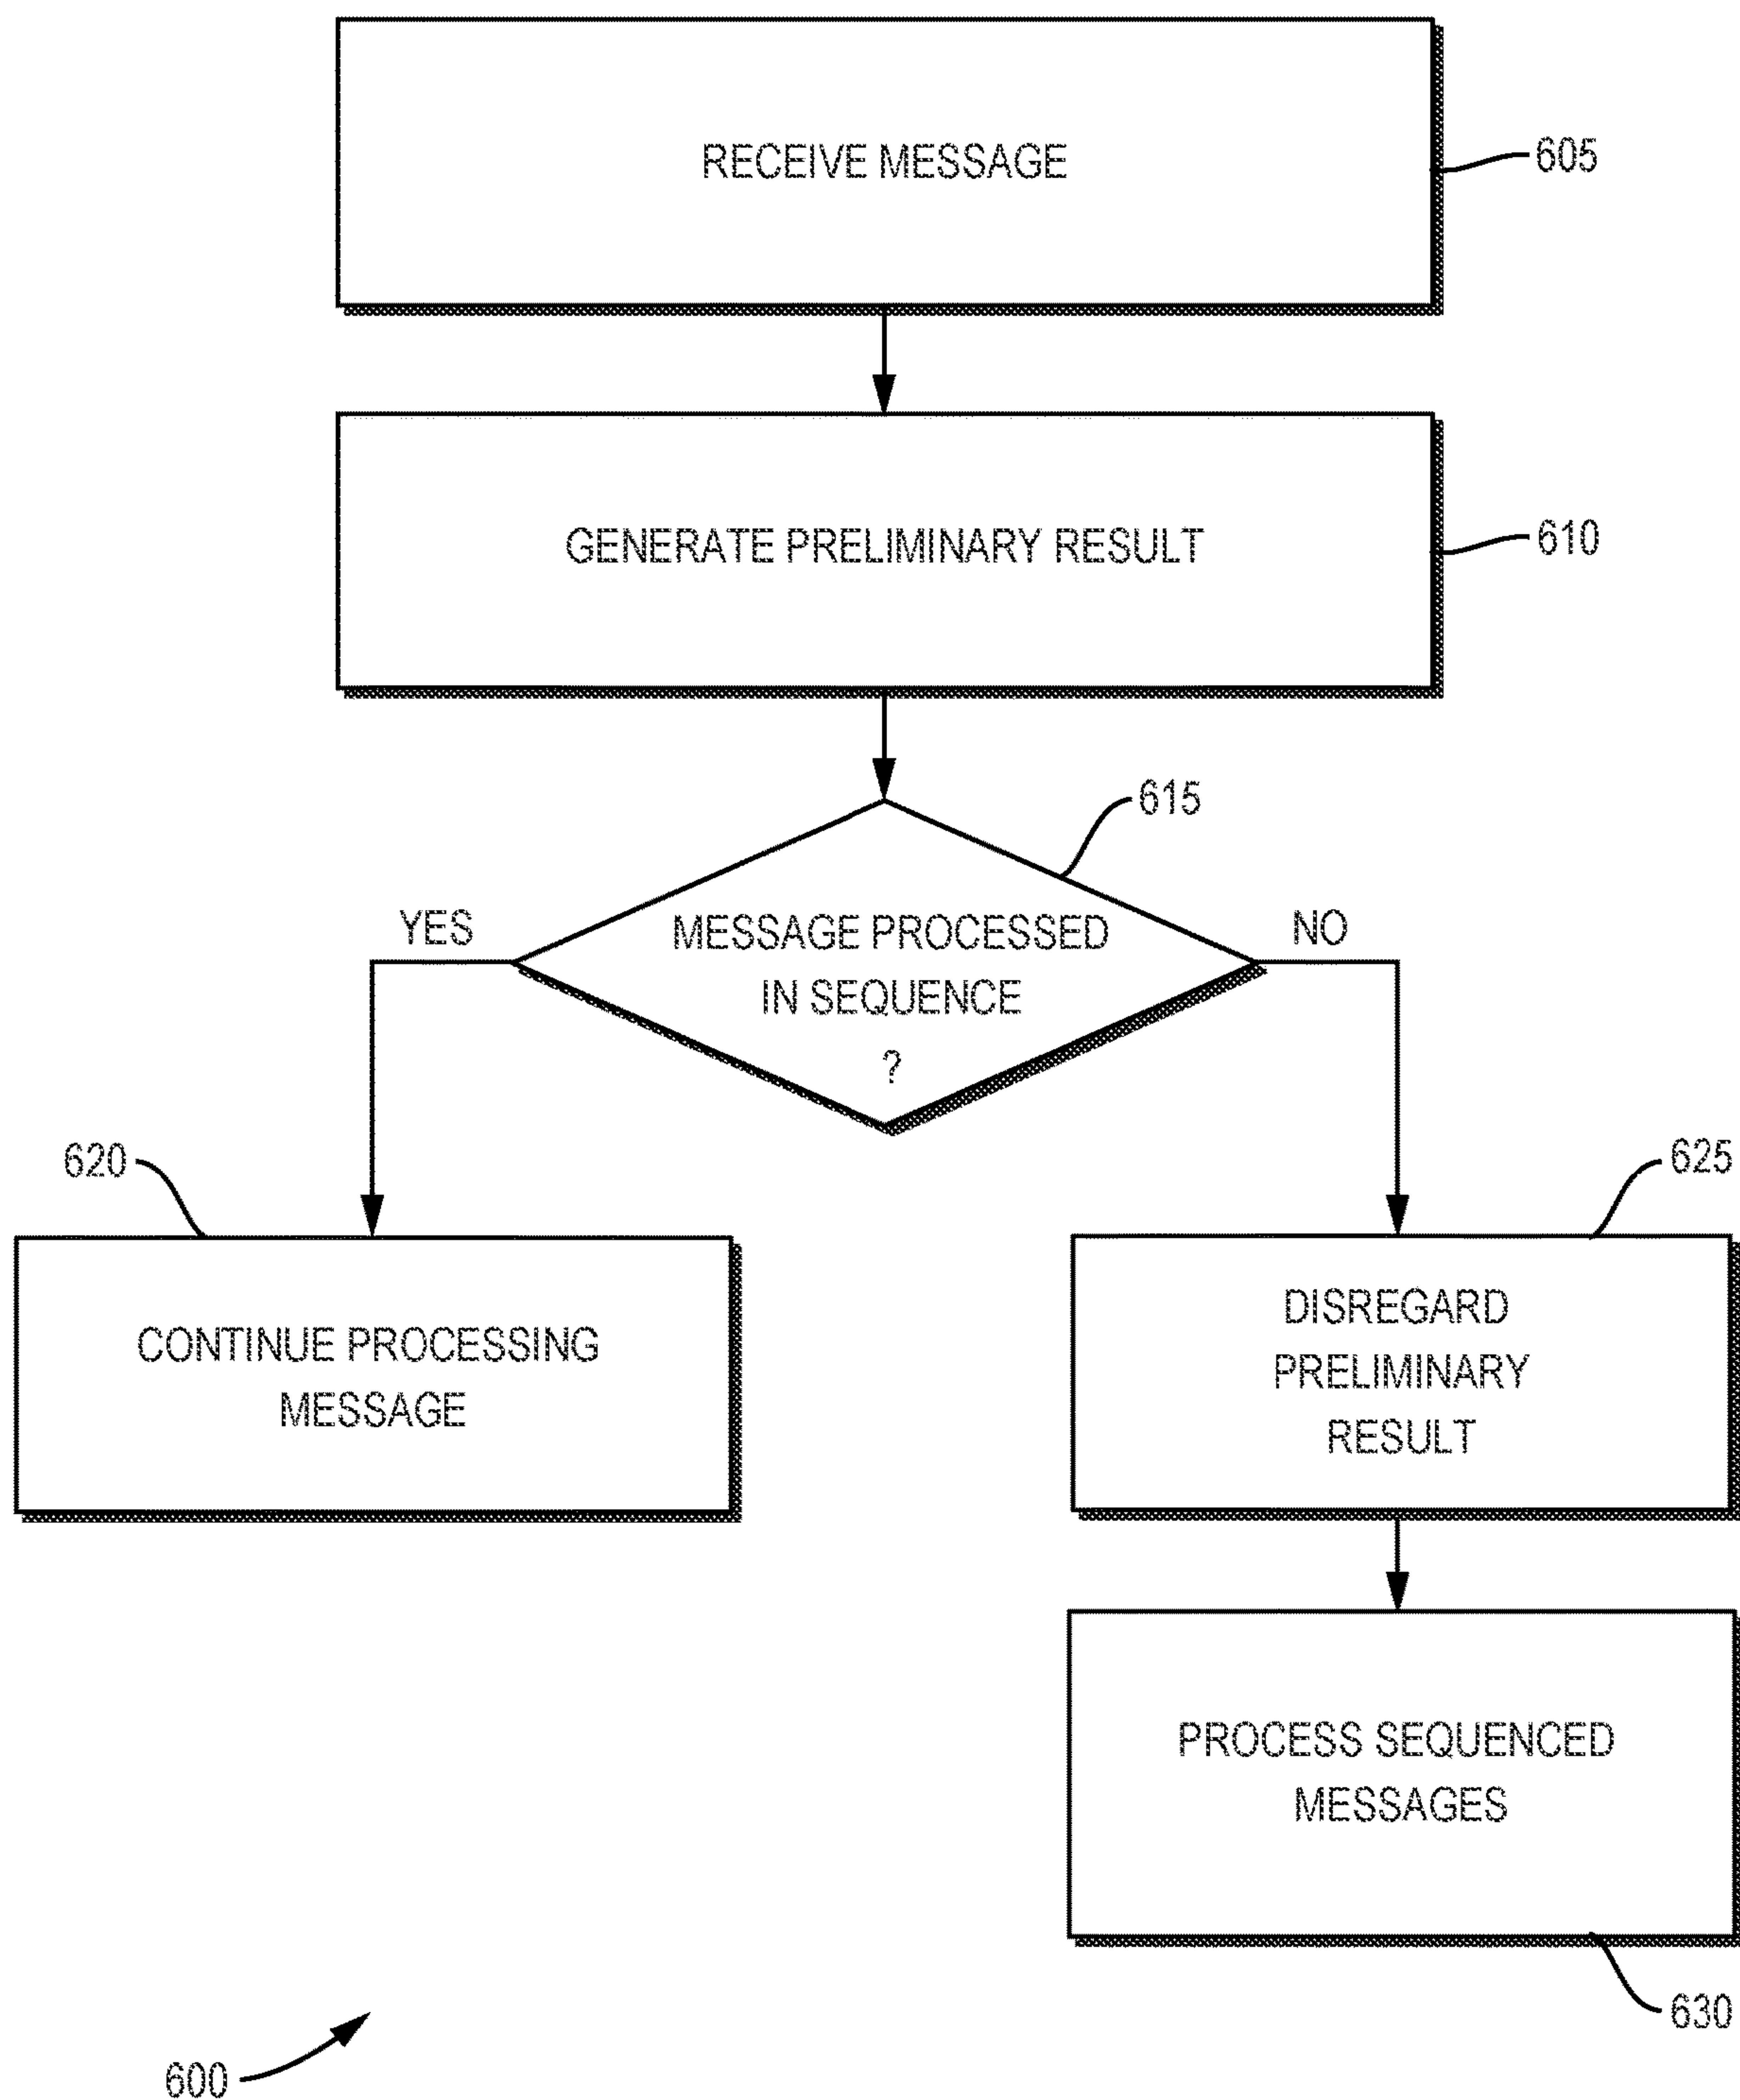 RECEIVE MESSAGE
605
GENERATE PRELIMINARY RESULT
610
615
YES
MESSAGE PROCESSED
NO
IN SEQUENCE
?
620
625
CONTINUE PROCESSING
MESSAGE
DISREGARD
PRELIMINARY
RESULT
PROCESS SEQUENCED
MESSAGES
630
600